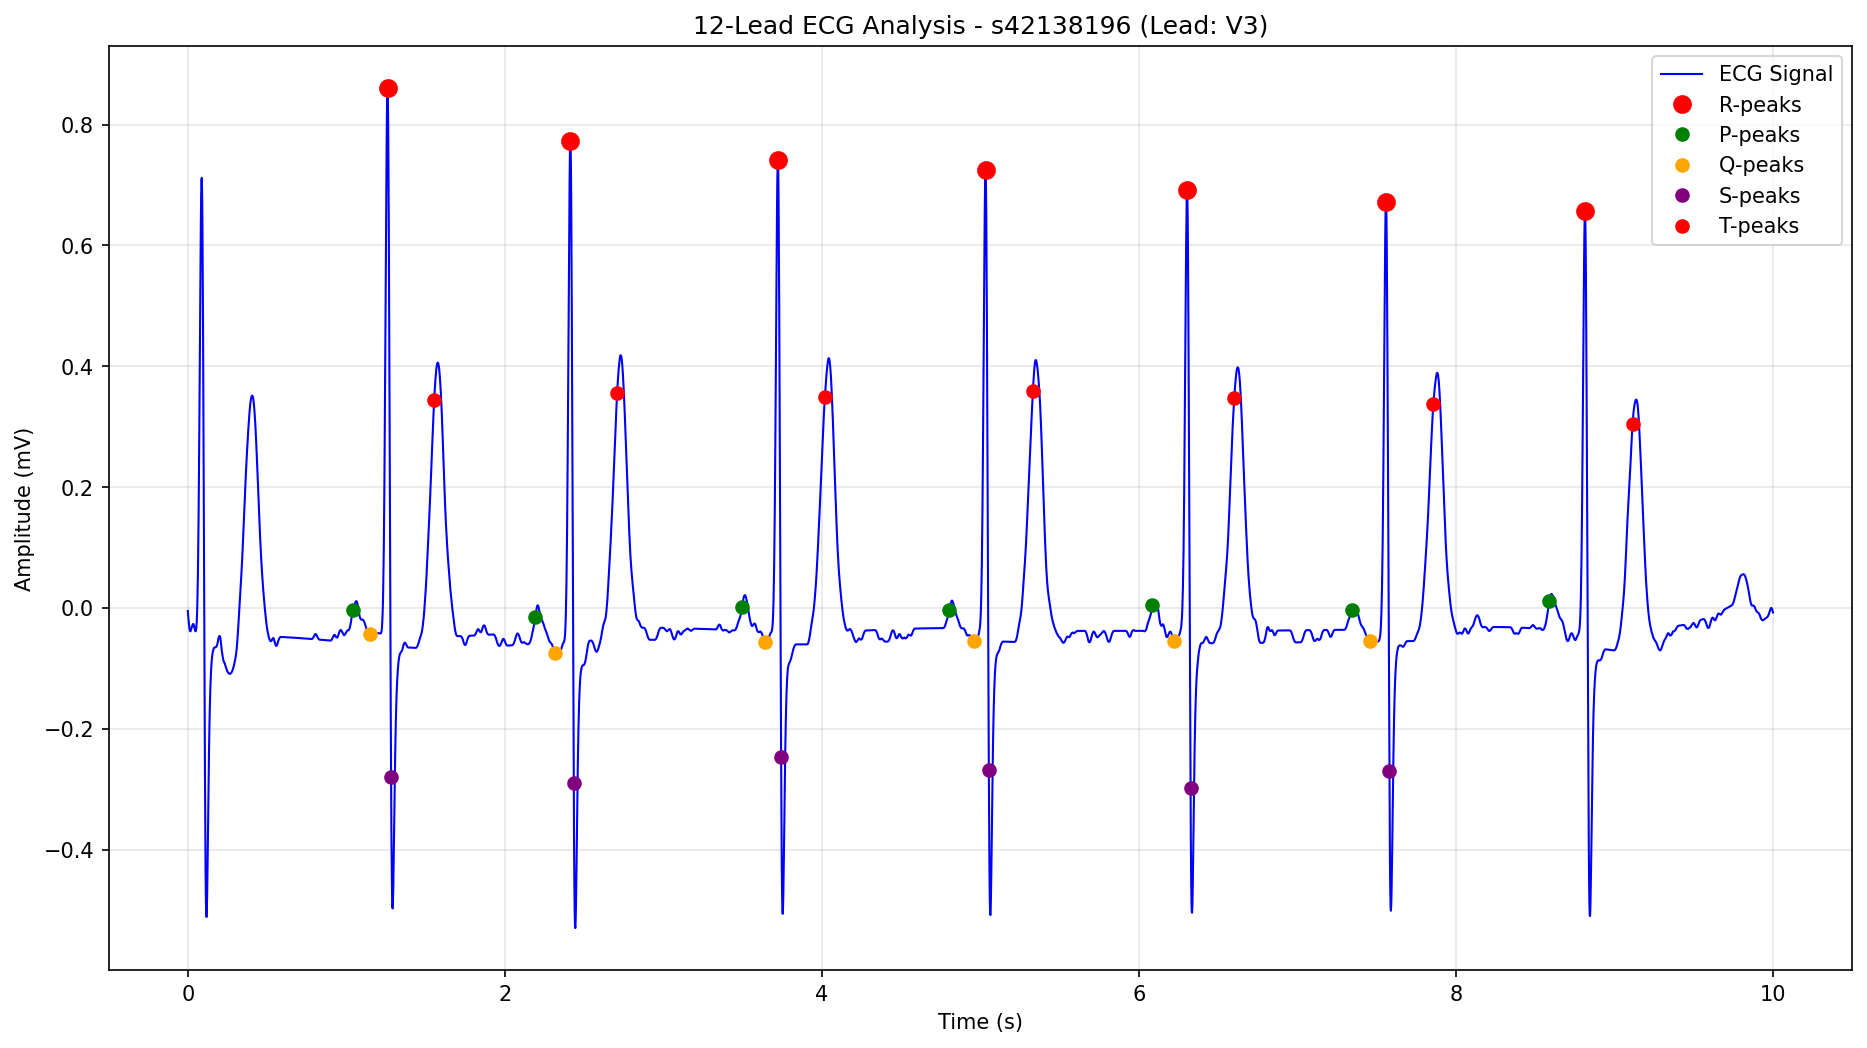 12-Lead ECG Analysis - s42138196 (Lead: V3)
ECG Signal
R-peaks
P-peaks
Q-peaks
S-peaks
T-peaks
Amplitude (mV)
0.8
0.6
0.4
0.2
0.0
−0.2
−0.4
0 2 4 6 8 10
Time (s)